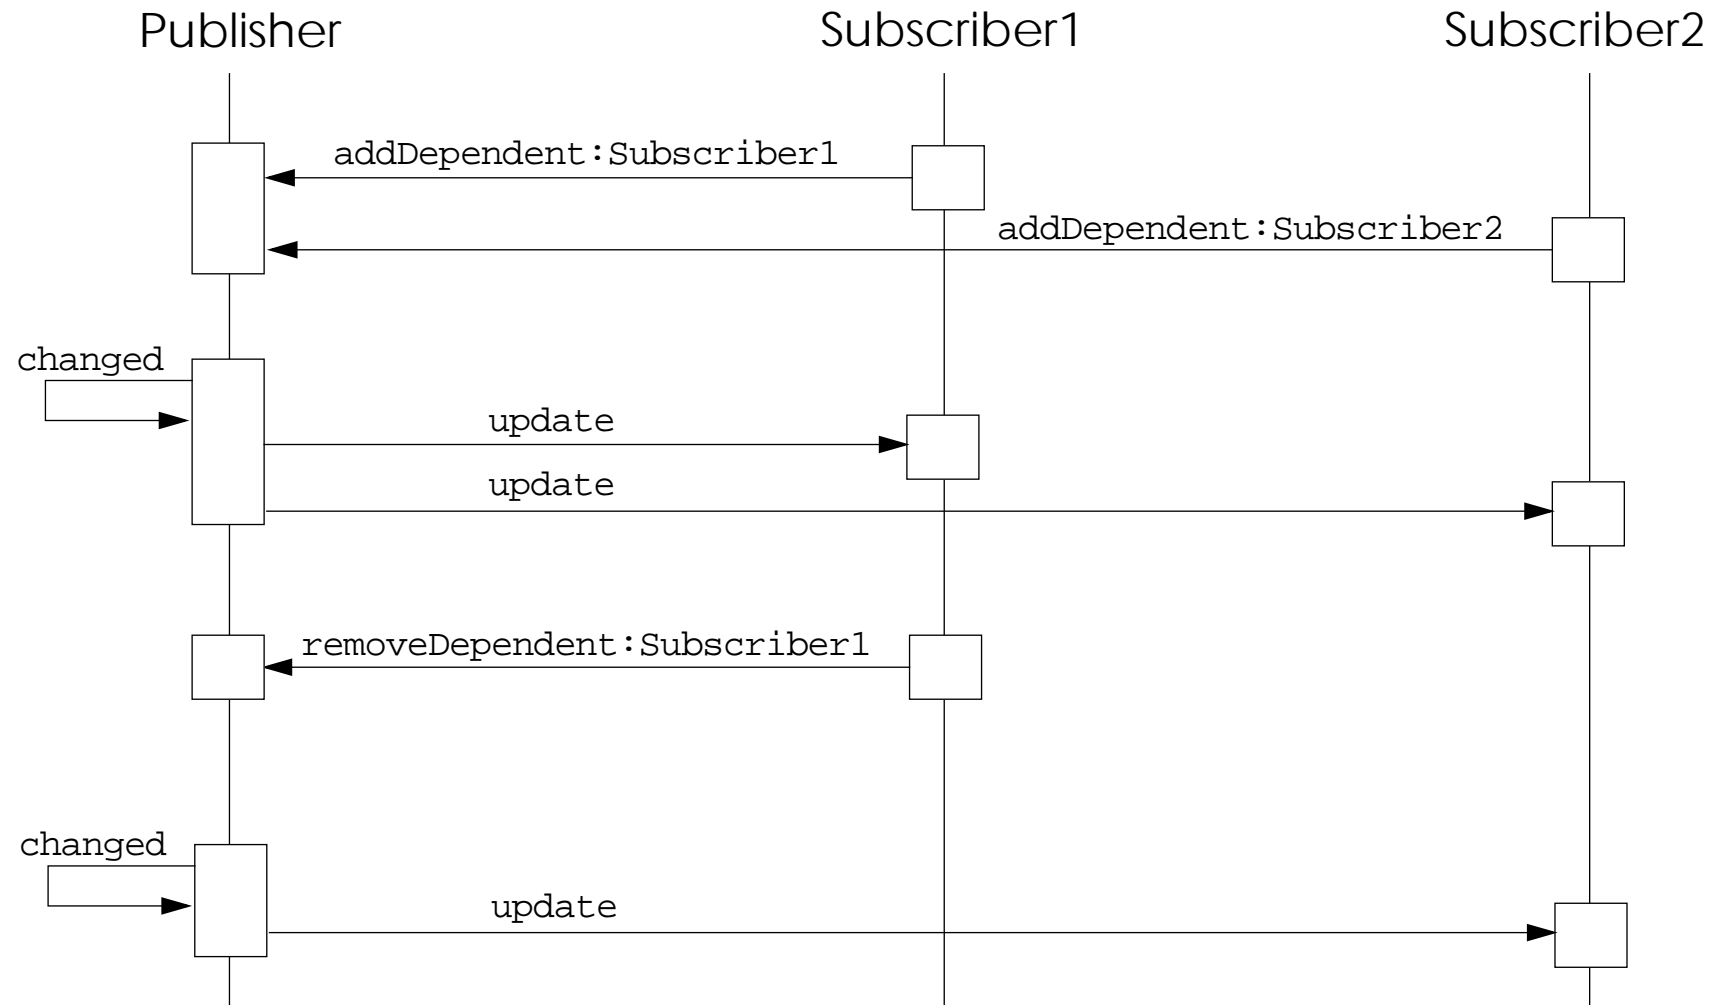 Publisher
Subscriber1
Subscriber2
addDependent:Subscriber1
addDependent:Subscriber2
changed
update
update
removeDependent:Subscriber1
changed
update